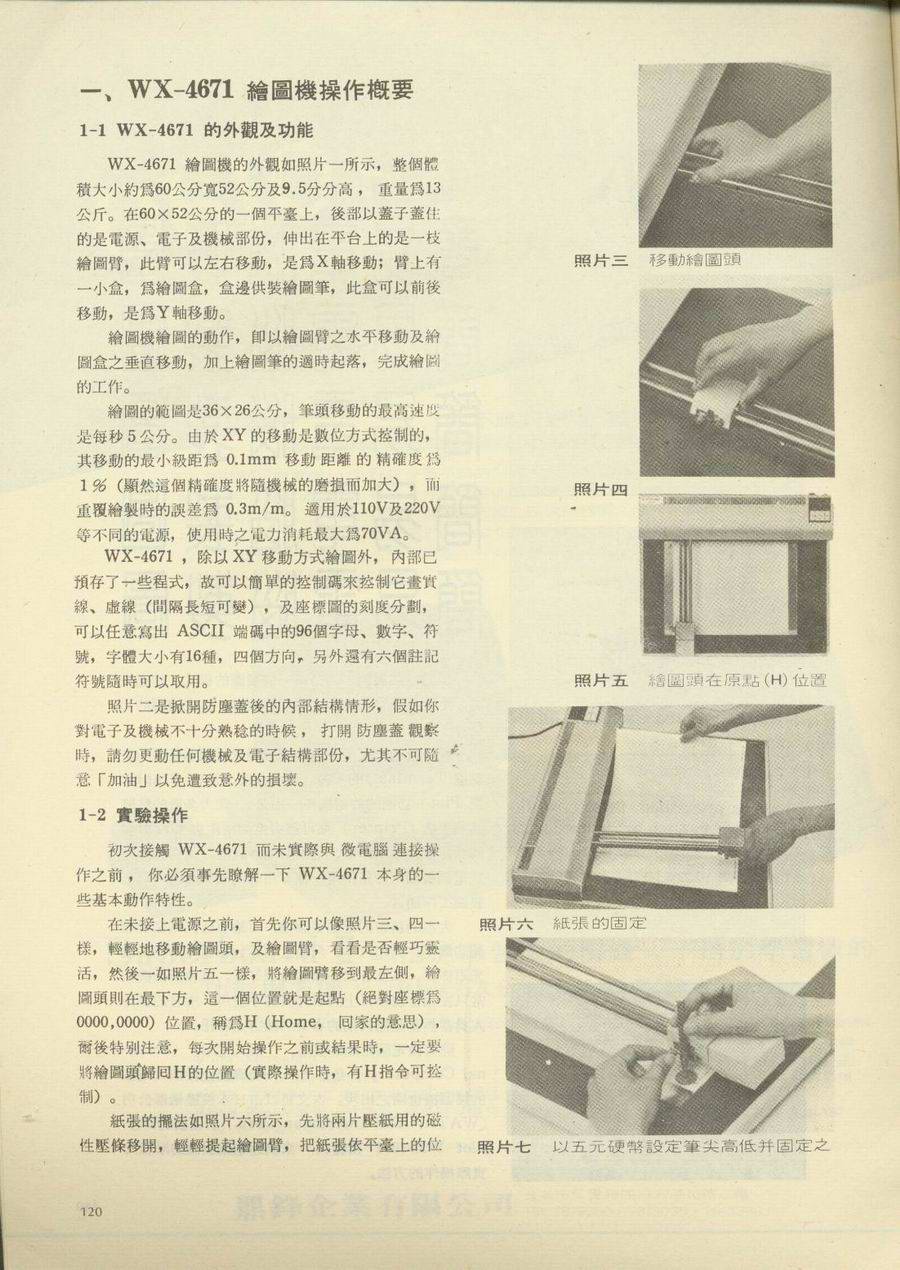 一、WX-4671 繪圖機操作概要
1-1 WX-4671 的外觀及功能
WX-4671 繪圖機的外觀如照片一所示，整個體
積大小約爲60公分寬52公分及9.5分分高， 重量爲13
公斤。在60×52公分的一個平臺上，後部以蓋子蓋住
的是電源、電子及機械部份，伸出在平台上的是一枝
繪圖臂，此臂可以左右移動，是爲X軸移動；臂上有
一小盒，爲繪圖盒，盒邊供裝繪圖筆，此盒可以前後
移動，是爲Y軸移動。
繪圖機繪圖的動作，卽以繪圖臂之水平移動及繪
圖盒之垂直移動，加上繪圖筆的適時起落，完成繪圖
的工作。
繪圖的範圍是36×26公分，筆頭移動的最高速度
是每秒5公分。由於XY的移動是數位方式控制的，
其移動的最小級距爲 0.1mm 移動距離的精確度爲
1％（顯然這個精確度將隨機械的磨損而加大），而
重覆繪製時的誤差爲 0.3m/m。適用於110V及220V
等不同的電源，使用時之電力消耗最大爲70VA。
WX-4671 ，除以XY移動方式繪圖外，內部已
預存了一些程式，故可以簡單的控制碼來控制它畫實
線、虛線（間隔長短可變），及座標圖的刻度分劃，
可以任意寫出 ASCII 端碼中的96個字母、數字、符
號，字體大小有16種，四個方向，另外還有六個註記
符號隨時可以取用。
照片二是掀開防塵蓋後的內部結構情形，假如你
對電子及機械不十分熟稔的時候， 打開防塵蓋觀察
時，請勿更動任何機械及電子結構部份，尤其不可隨
意「加油」以免遭致意外的損壞。
1-2 實驗操作
初次接觸 WX-4671 而未實際與微電腦連接操
作之前， 你必須事先瞭解一下 WX-4671 本身的一
些基本動作特性。
在未接上電源之前，首先你可以像照片三、四一
樣，輕輕地移動繪圖頭，及繪圖臂，看看是否輕巧靈
活，然後一如照片五一樣，將繪圖臂移到最左側，繪
圖頭則在最下方，這一個位置就是起點（絕對座標爲
0000,0000）位置，稱爲H (Home， 回家的意思)，
爾後特別注意，每次開始操作之前或結果時，一定要
將繪圖頭歸回H的位置（實際操作時，有H指令可控
制）。
紙張的擺法如照片六所示，先將兩片壓紙用的磁
性壓條移開，輕輕提起繪圖臂，把紙張依平臺上的位
照片三 移動繪圖頭
照片四
照片五 繪圖頭在原點(H)位置
照片六 紙張的固定
照片七 以五元硬幣設定筆尖高低并固定之
120